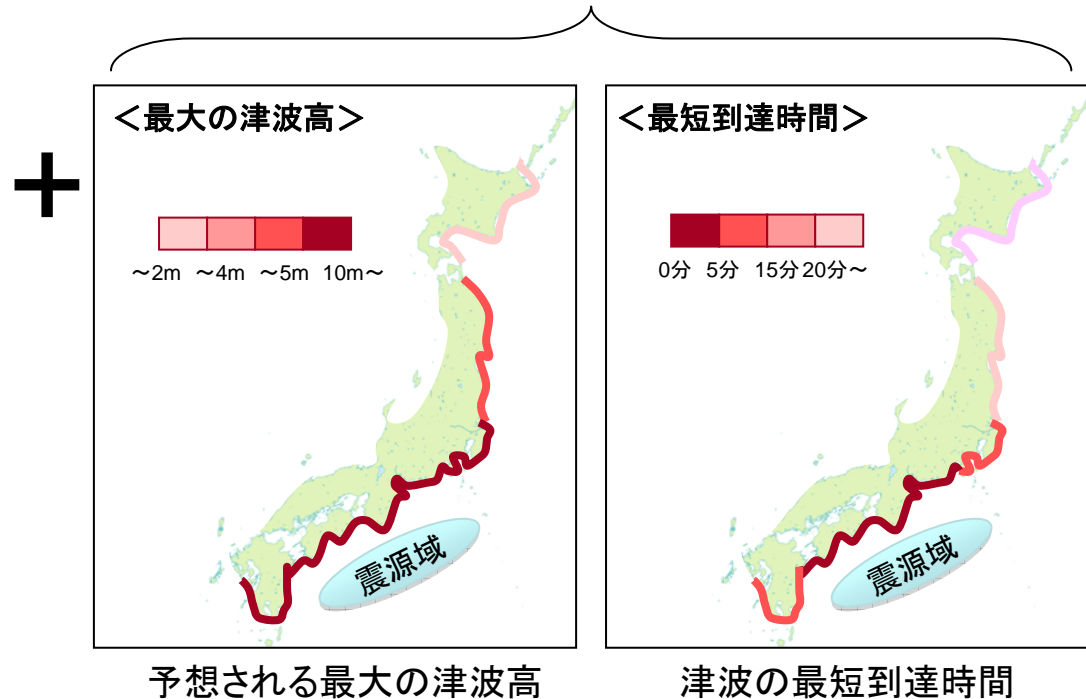 +
<最大の津波高>
~2m ~4m ~5m 10m~
震源域
予想される最大の津波高
<最短到達時間>
0分 5分 15分 20分~
震源域
津波の最短到達時間